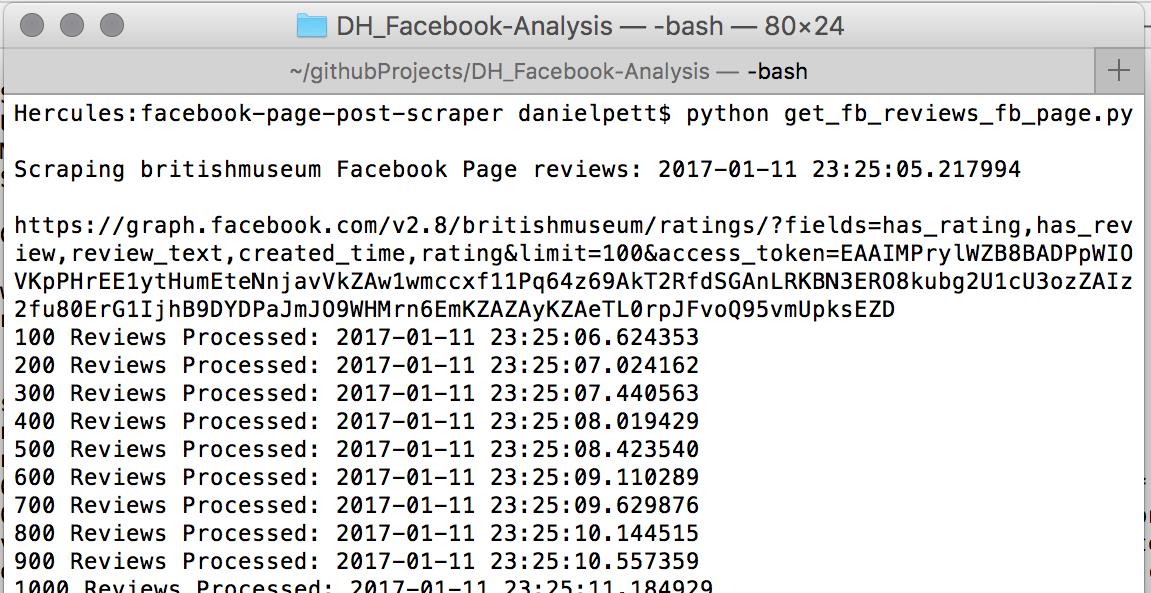 DH_Facebook-Analysis — -bash — 80×24
~/githubProjects/DH_Facebook-Analysis — -bash
Hercules:facebook-page-post-scraper danielpett$ python get_fb_reviews_fb_page.py
Scraping britishmuseum Facebook Page reviews: 2017-01-11 23:25:05.217994
https://graph.facebook.com/v2.8/britishmuseum/ratings/?fields=has_rating,has_rev
iew,review_text,created_time,rating&limit=100&access_token=EAAIMPrylWZB8BADPpWIO
VKpPHrEE1ytHumEteNnjavVkZAw1wmccxf11Pq64z69AkT2RfdSGAnLRKBN3ERO8kubg2U1cU3ozZAIz
2fu80ErG1IjhB9DYDPaJmJO9WHMrn6EmKZAZAyKZAeTL0rpJFvoQ95vmUpksEZD
100 Reviews Processed: 2017-01-11 23:25:06.624353
200 Reviews Processed: 2017-01-11 23:25:07.024162
300 Reviews Processed: 2017-01-11 23:25:07.440563
400 Reviews Processed: 2017-01-11 23:25:08.019429
500 Reviews Processed: 2017-01-11 23:25:08.423540
600 Reviews Processed: 2017-01-11 23:25:09.110289
700 Reviews Processed: 2017-01-11 23:25:09.629876
800 Reviews Processed: 2017-01-11 23:25:10.144515
900 Reviews Processed: 2017-01-11 23:25:10.557359
1000 Reviews Processed: 2017-01-11 23:25:11.184929